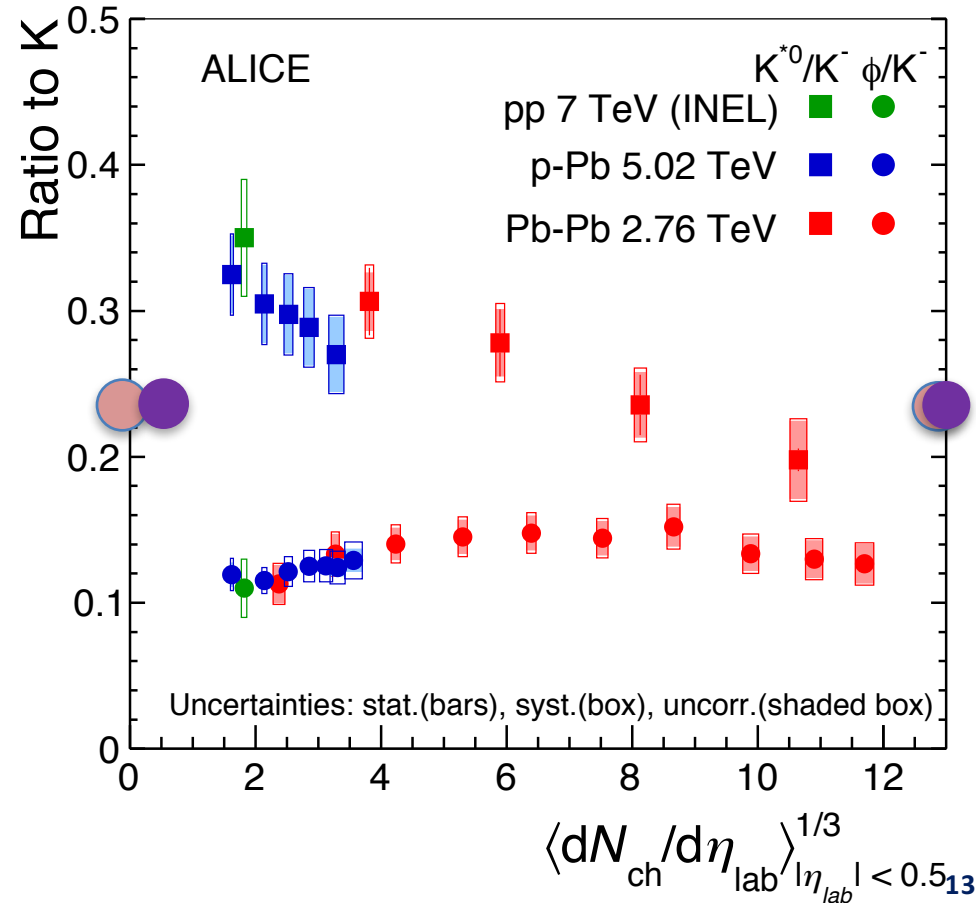 Ratio to K
0.5
0.4
0.3
0.2
0.1
0
ALICE
K*0/K- ϕ/K-
pp 7 TeV (INEL)
p-Pb 5.02 TeV
Pb-Pb 2.76 TeV
Uncertainties: stat.(bars), syst.(box), uncorr.(shaded box)
0 2 4 6 8 10 12
⟨dNch/dηlab⟩1/3|ηlab| < 0.5
13